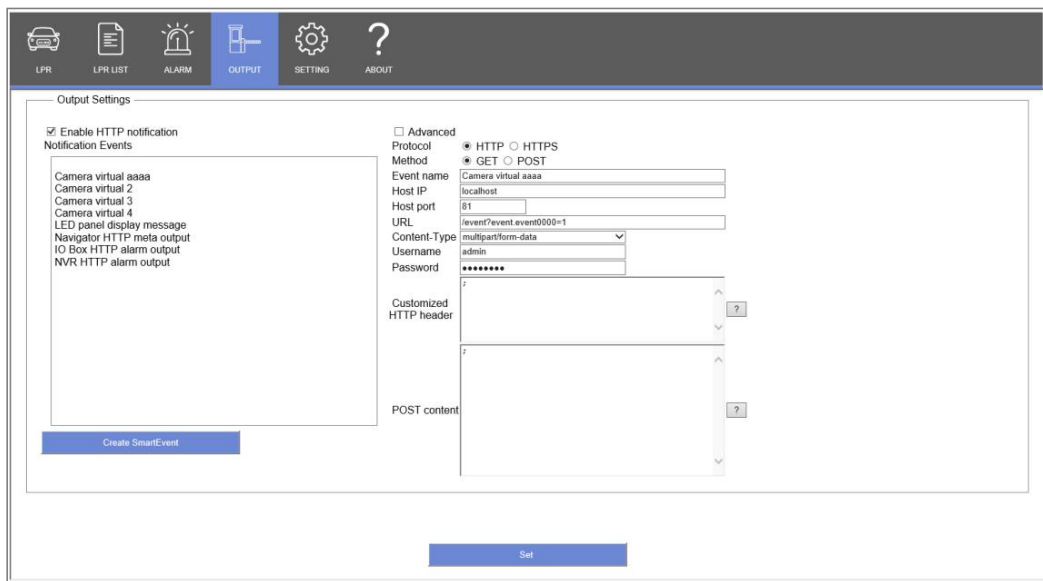 LPR
LPR LIST
ALARM
OUTPUT
SETTING
ABOUT
Output Settings
Enable HTTP notification
Notification Events
Camera virtual aaaa
Camera virtual 2
Camera virtual 3
Camera virtual 4
LED panel display message
Navigator HTTP meta output
IO Box HTTP alarm output
NVR HTTP alarm output
Create SmartEvent
Advanced
Protocol HTTP HTTPS
Method GET POST
Event name Camera virtual aaaa
Host IP localhost
Host port 81
URL /event?event.event0000=1
Content-Type multipart/form-data
Username admin
Password ••••••••
;
Customized
HTTP header
?
;
POST content
?
Set